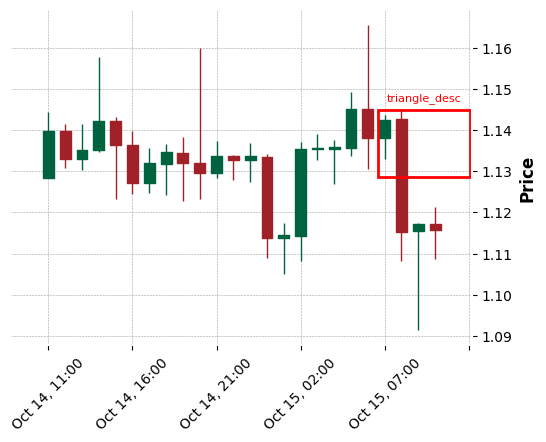 triangle_desc
1.16
1.15
1.14
1.13
1.12
1.11
1.10
1.09
Price
Oct 14, 11:00
Oct 14, 16:00
Oct 14, 21:00
Oct 15, 02:00
Oct 15, 07:00